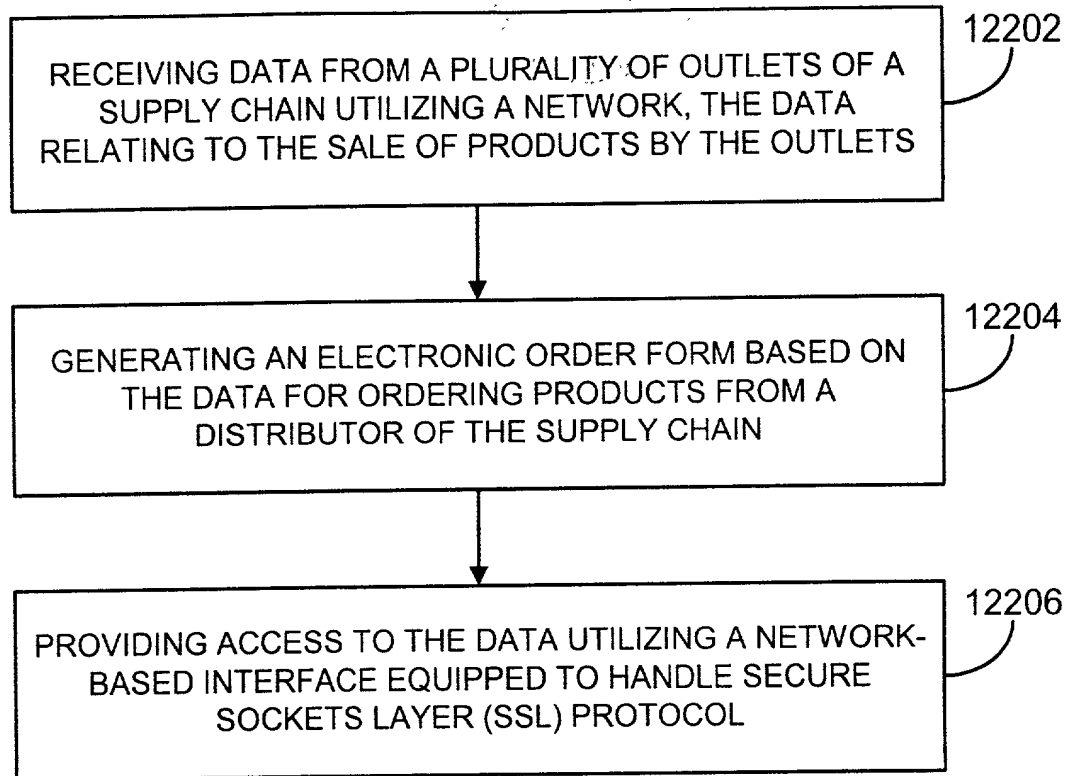 12202
RECEIVING DATA FROM A PLURALITY OF OUTLETS OF A
SUPPLY CHAIN UTILIZING A NETWORK, THE DATA
RELATING TO THE SALE OF PRODUCTS BY THE OUTLETS
12204
GENERATING AN ELECTRONIC ORDER FORM BASED ON
THE DATA FOR ORDERING PRODUCTS FROM A
DISTRIBUTOR OF THE SUPPLY CHAIN
12206
PROVIDING ACCESS TO THE DATA UTILIZING A NETWORK-
BASED INTERFACE EQUIPPED TO HANDLE SECURE
SOCKETS LAYER (SSL) PROTOCOL